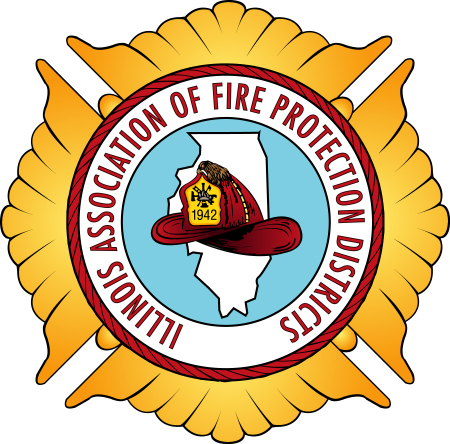 ILLINOIS ASSOCIATION OF FIRE PROTECTION DISTRICTS
1942